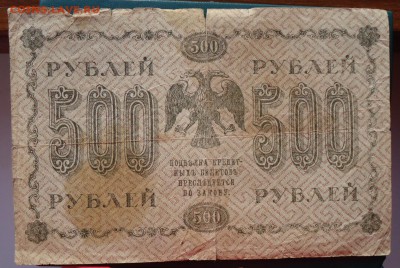 500
РУБЛЕЙ РУБЛЕЙ
500 500
ПОДДѢЛКА КРЕДИТ-
НЫХЪ БИЛЕТОВЪ
ПРЕСЛѢДУЕТСЯ
ПО ЗАКОНУ.
РУБЛЕЙ РУБЛЕЙ
500